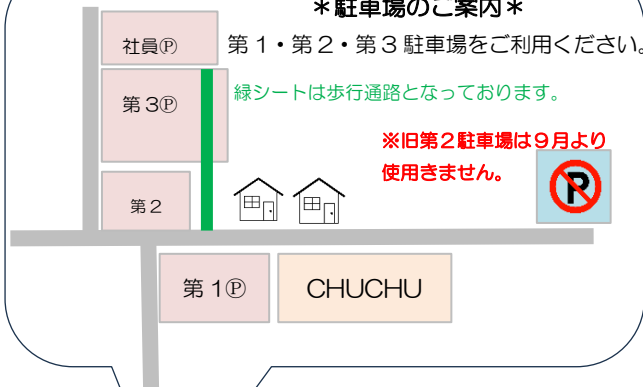 ＊駐車場のご案内＊
社員Ⓟ
第１・第２・第３駐車場をご利用ください。
第３Ⓟ
緑シートは歩行通路となっております。
※旧第２駐車場は９月より
使用きません。
P
第２
第１Ⓟ
CHUCHU